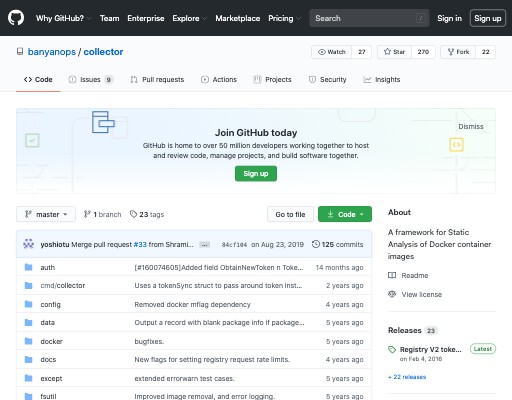 Why GitHub? Team Enterprise Explore Marketplace Pricing Search / Sign in Sign up
banyanops / collector Watch 27 Star 270 Fork 22
Code Issues 9 Pull requests Actions Projects Security Insights
Join GitHub today
Dismiss
GitHub is home to over 50 million developers working together to host
and review code, manage projects, and build software together.
Sign up
master 1 branch 23 tags Go to file Code
yoshiotu Merge pull request #33 from Shrami... ... 84cf104 on Aug 23, 2019 125 commits
auth [#160074605]Added field ObtainNewToken n Toke... 14 months ago
cmd/collector Uses a tokenSync struct to pass around token inst... 2 years ago
config Removed docker mflag dependency 4 years ago
data Output a record with blank package info if package... 5 years ago
docker bugfixes. 5 years ago
docs New flags for setting registry request rate limits. 4 years ago
except extended errorwarn test cases. 5 years ago
fsutil Improved image removal, and error logging. 5 years ago
About
A framework for Static
Analysis of Docker container
images
Readme
View license
Releases 23
Registry V2 toke... Latest
on Feb 4, 2016
+ 22 releases